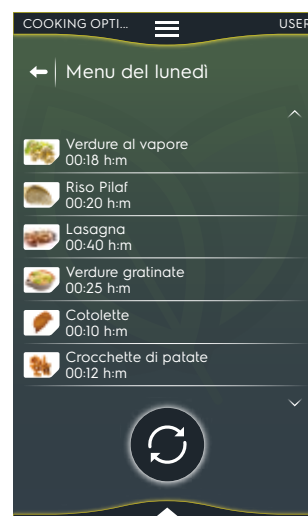 COOKING OPTI...
USER
Menu del lunedì
Verdure al vapore
00:18 h:m
Riso Pilaf
00:20 h:m
Lasagna
00:40 h:m
Verdure gratinate
00:25 h:m
Cotolette
00:10 h:m
Crocchette di patate
00:12 h:m